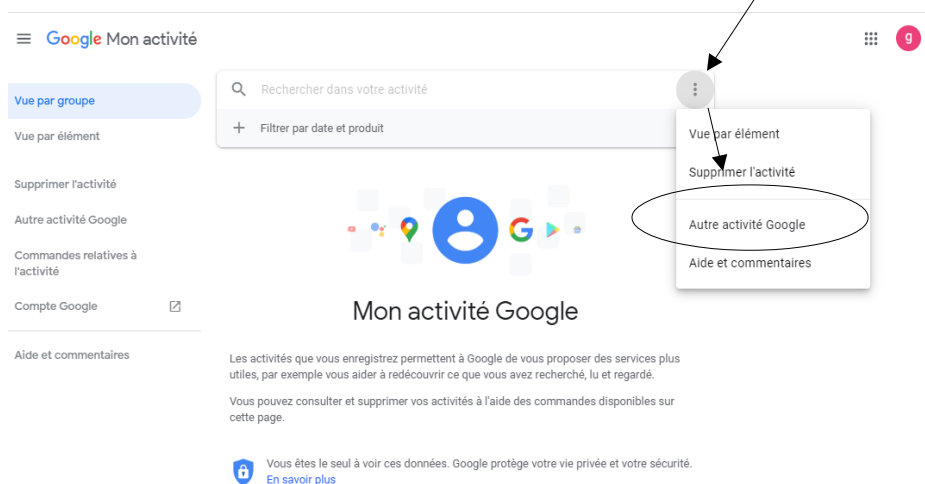 Google Mon activité
g
Vue par groupe
Vue par élément
Supprimer l'activité
Autre activité Google
Commandes relatives à
l'activité
Compte Google
Aide et commentaires
Rechercher dans votre activité
Filtrer par date et produit
Vue par élément
Supprimer l'activité
Autre activité Google
Aide et commentaires
G
Mon activité Google
Les activités que vous enregistrez permettent à Google de vous proposer des services plus
utiles, par exemple vous aider à redécouvrir ce que vous avez recherché, lu et regardé.
Vous pouvez consulter et supprimer vos activités à l'aide des commandes disponibles sur
cette page.
Vous êtes le seul à voir ces données. Google protège votre vie privée et votre sécurité.
En savoir plus